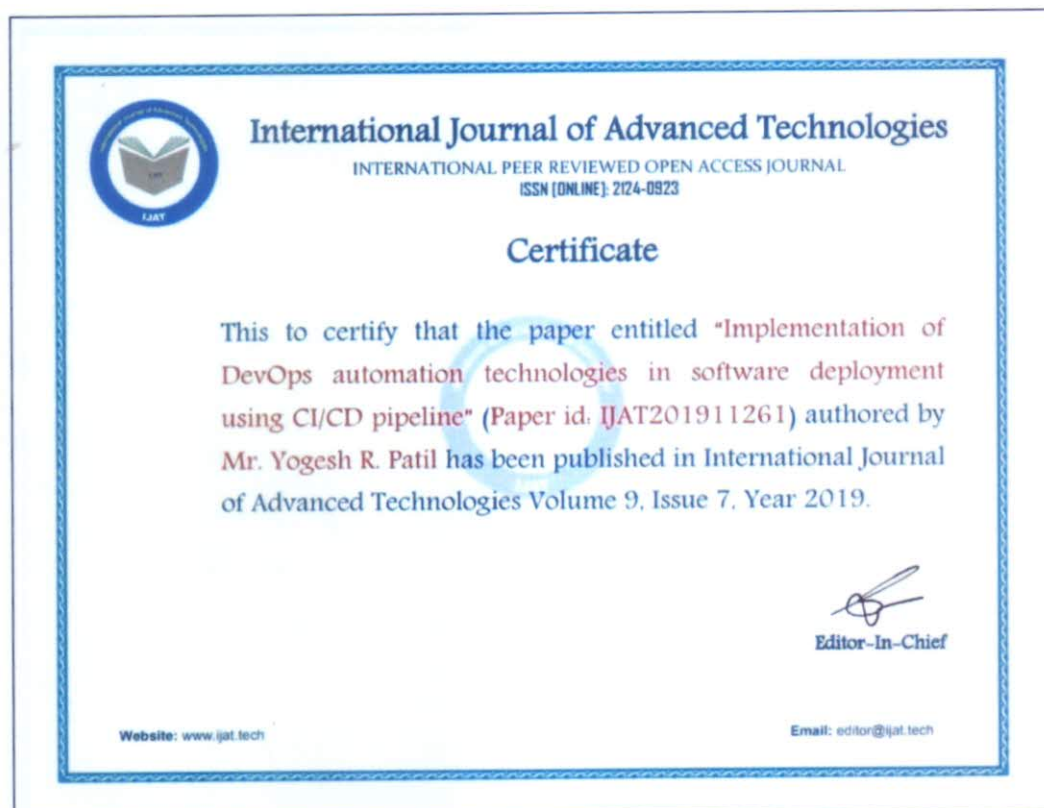 International Journal of Advanced Technologies
INTERNATIONAL PEER REVIEWED OPEN ACCESS JOURNAL
ISSN [ONLINE]: 2124-0923
IJAT
Certificate
This to certify that the paper entitled "Implementation of
DevOps automation technologies in software deployment
using CI/CD pipeline" (Paper id: IJAT201911261) authored by
Mr. Yogesh R. Patil has been published in International Journal
of Advanced Technologies Volume 9, Issue 7, Year 2019.
Editor-In-Chief
Website: www.ijat.tech
Email: editor@ijat.tech